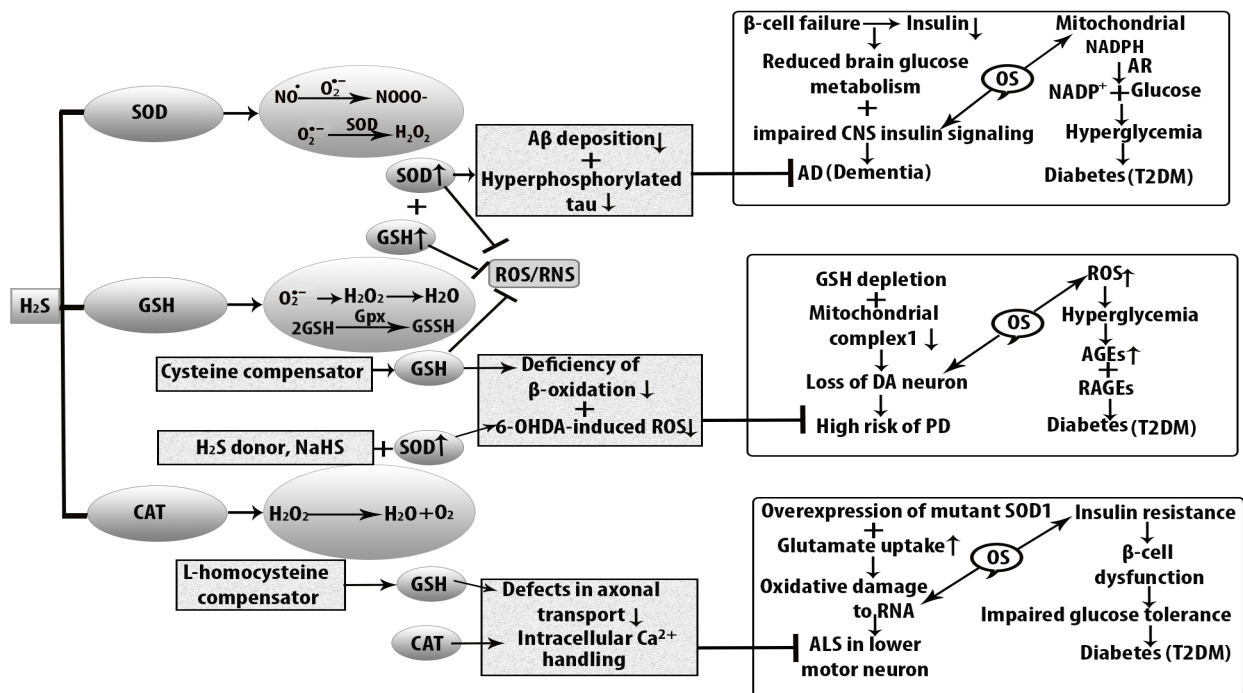 H2S
SOD
NO• O2•− → NOOO-
O2•− SOD → H2O2
SOD↑
+
GSH↑
ROS/RNS
Aβ deposition↓
+
Hyperphosphorylated
tau ↓
GSH
O2•− → H2O2 → H2O
2GSH Gpx → GSSH
Cysteine compensator
GSH
H2S donor, NaHS
+
SOD↑
Deficiency of
β-oxidation ↓
+
6-OHDA-induced ROS↓
CAT
H2O2 → H2O+O2
L-homocysteine
compensator
GSH
CAT
Defects in axonal
transport ↓
Intracellular Ca2+
handling
β-cell failure → Insulin↓
Reduced brain glucose
metabolism
+
impaired CNS insulin signaling
AD (Dementia)
OS
Mitochondrial
NADPH
AR
NADP+ + Glucose
Hyperglycemia
Diabetes (T2DM)
GSH depletion
+
Mitochondrial
complex1 ↓
Loss of DA neuron
High risk of PD
OS
ROS↑
Hyperglycemia
AGEs↑
+
RAGEs
Diabetes (T2DM)
Overexpression of mutant SOD1
+
Glutamate uptake↑
Oxidative damage
to RNA
ALS in lower
motor neuron
OS
Insulin resistance
β-cell
dysfunction
Impaired glucose tolerance
Diabetes (T2DM)